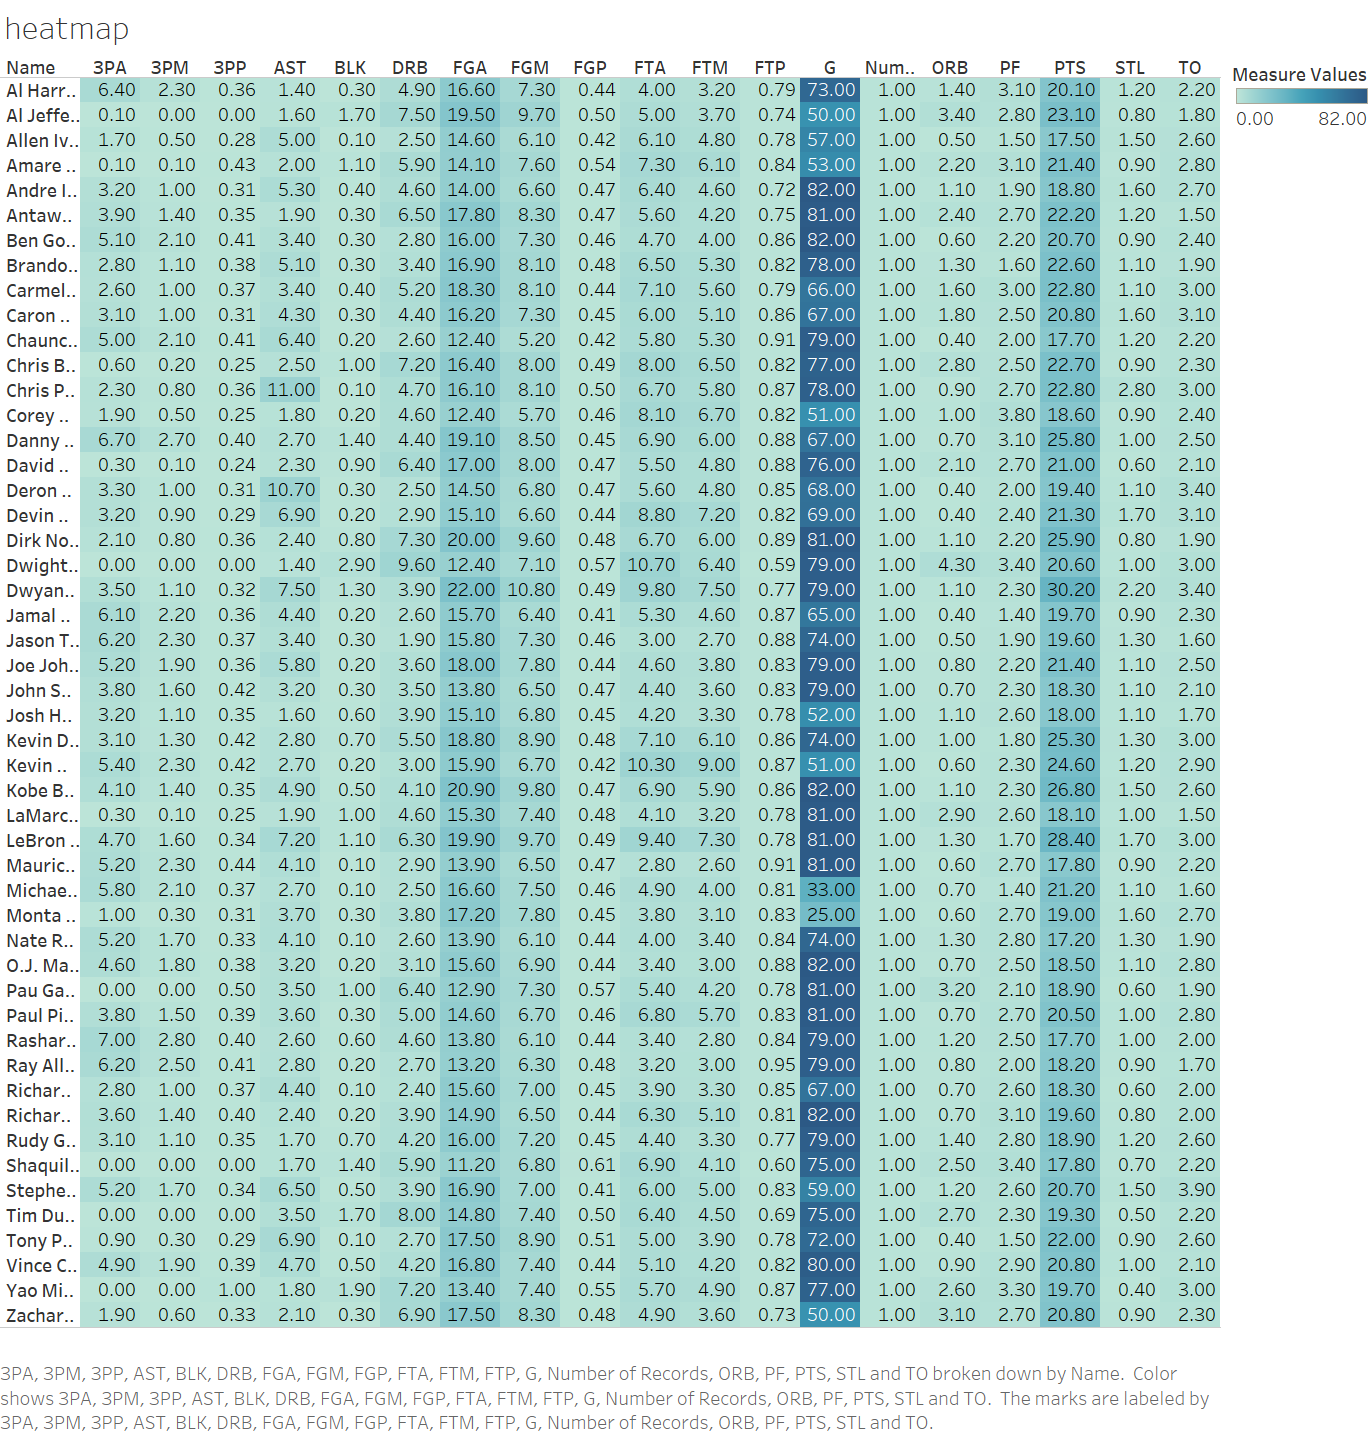 heatmap
Name 3PA 3PM 3PP AST BLK DRB FGA FGM FGP FTA FTM FTP G Num.. ORB PF PTS STL TO
Measure Values
0.00 82.00
Al Harr.. 6.40 2.30 0.36 1.40 0.30 4.90 16.60 7.30 0.44 4.00 3.20 0.79 73.00 1.00 1.40 3.10 20.10 1.20 2.20
Al Jeffe.. 0.10 0.00 0.00 1.60 1.70 7.50 19.50 9.70 0.50 5.00 3.70 0.74 50.00 1.00 3.40 2.80 23.10 0.80 1.80
Allen Iv.. 1.70 0.50 0.28 5.00 0.10 2.50 14.60 6.10 0.42 6.10 4.80 0.78 57.00 1.00 0.50 1.50 17.50 1.50 2.60
Amare .. 0.10 0.10 0.43 2.00 1.10 5.90 14.10 7.60 0.54 7.30 6.10 0.84 53.00 1.00 2.20 3.10 21.40 0.90 2.80
Andre I.. 3.20 1.00 0.31 5.30 0.40 4.60 14.00 6.60 0.47 6.40 4.60 0.72 82.00 1.00 1.10 1.90 18.80 1.60 2.70
Antaw.. 3.90 1.40 0.35 1.90 0.30 6.50 17.80 8.30 0.47 5.60 4.20 0.75 81.00 1.00 2.40 2.70 22.20 1.20 1.50
Ben Go.. 5.10 2.10 0.41 3.40 0.30 2.80 16.00 7.30 0.46 4.70 4.00 0.86 82.00 1.00 0.60 2.20 20.70 0.90 2.40
Brando.. 2.80 1.10 0.38 5.10 0.30 3.40 16.90 8.10 0.48 6.50 5.30 0.82 78.00 1.00 1.30 1.60 22.60 1.10 1.90
Carmel.. 2.60 1.00 0.37 3.40 0.40 5.20 18.30 8.10 0.44 7.10 5.60 0.79 66.00 1.00 1.60 3.00 22.80 1.10 3.00
Caron .. 3.10 1.00 0.31 4.30 0.30 4.40 16.20 7.30 0.45 6.00 5.10 0.86 67.00 1.00 1.80 2.50 20.80 1.60 3.10
Chaunc.. 5.00 2.10 0.41 6.40 0.20 2.60 12.40 5.20 0.42 5.80 5.30 0.91 79.00 1.00 0.40 2.00 17.70 1.20 2.20
Chris B.. 0.60 0.20 0.25 2.50 1.00 7.20 16.40 8.00 0.49 8.00 6.50 0.82 77.00 1.00 2.80 2.50 22.70 0.90 2.30
Chris P.. 2.30 0.80 0.36 11.00 0.10 4.70 16.10 8.10 0.50 6.70 5.80 0.87 78.00 1.00 0.90 2.70 22.80 2.80 3.00
Corey .. 1.90 0.50 0.25 1.80 0.20 4.60 12.40 5.70 0.46 8.10 6.70 0.82 51.00 1.00 1.00 3.80 18.60 0.90 2.40
Danny .. 6.70 2.70 0.40 2.70 1.40 4.40 19.10 8.50 0.45 6.90 6.00 0.88 67.00 1.00 0.70 3.10 25.80 1.00 2.50
David .. 0.30 0.10 0.24 2.30 0.90 6.40 17.00 8.00 0.47 5.50 4.80 0.88 76.00 1.00 2.10 2.70 21.00 0.60 2.10
Deron .. 3.30 1.00 0.31 10.70 0.30 2.50 14.50 6.80 0.47 5.60 4.80 0.85 68.00 1.00 0.40 2.00 19.40 1.10 3.40
Devin .. 3.20 0.90 0.29 6.90 0.20 2.90 15.10 6.60 0.44 8.80 7.20 0.82 69.00 1.00 0.40 2.40 21.30 1.70 3.10
Dirk No.. 2.10 0.80 0.36 2.40 0.80 7.30 20.00 9.60 0.48 6.70 6.00 0.89 81.00 1.00 1.10 2.20 25.90 0.80 1.90
Dwight.. 0.00 0.00 0.00 1.40 2.90 9.60 12.40 7.10 0.57 10.70 6.40 0.59 79.00 1.00 4.30 3.40 20.60 1.00 3.00
Dwyan.. 3.50 1.10 0.32 7.50 1.30 3.90 22.00 10.80 0.49 9.80 7.50 0.77 79.00 1.00 1.10 2.30 30.20 2.20 3.40
Jamal .. 6.10 2.20 0.36 4.40 0.20 2.60 15.70 6.40 0.41 5.30 4.60 0.87 65.00 1.00 0.40 1.40 19.70 0.90 2.30
Jason T.. 6.20 2.30 0.37 3.40 0.30 1.90 15.80 7.30 0.46 3.00 2.70 0.88 74.00 1.00 0.50 1.90 19.60 1.30 1.60
Joe Joh.. 5.20 1.90 0.36 5.80 0.20 3.60 18.00 7.80 0.44 4.60 3.80 0.83 79.00 1.00 0.80 2.20 21.40 1.10 2.50
John S.. 3.80 1.60 0.42 3.20 0.30 3.50 13.80 6.50 0.47 4.40 3.60 0.83 79.00 1.00 0.70 2.30 18.30 1.10 2.10
Josh H.. 3.20 1.10 0.35 1.60 0.60 3.90 15.10 6.80 0.45 4.20 3.30 0.78 52.00 1.00 1.10 2.60 18.00 1.10 1.70
Kevin D.. 3.10 1.30 0.42 2.80 0.70 5.50 18.80 8.90 0.48 7.10 6.10 0.86 74.00 1.00 1.00 1.80 25.30 1.30 3.00
Kevin .. 5.40 2.30 0.42 2.70 0.20 3.00 15.90 6.70 0.42 10.30 9.00 0.87 51.00 1.00 0.60 2.30 24.60 1.20 2.90
Kobe B.. 4.10 1.40 0.35 4.90 0.50 4.10 20.90 9.80 0.47 6.90 5.90 0.86 82.00 1.00 1.10 2.30 26.80 1.50 2.60
LaMarc.. 0.30 0.10 0.25 1.90 1.00 4.60 15.30 7.40 0.48 4.10 3.20 0.78 81.00 1.00 2.90 2.60 18.10 1.00 1.50
LeBron .. 4.70 1.60 0.34 7.20 1.10 6.30 19.90 9.70 0.49 9.40 7.30 0.78 81.00 1.00 1.30 1.70 28.40 1.70 3.00
Mauric.. 5.20 2.30 0.44 4.10 0.10 2.90 13.90 6.50 0.47 2.80 2.60 0.91 81.00 1.00 0.60 2.70 17.80 0.90 2.20
Michae.. 5.80 2.10 0.37 2.70 0.10 2.50 16.60 7.50 0.46 4.90 4.00 0.81 33.00 1.00 0.70 1.40 21.20 1.10 1.60
Monta .. 1.00 0.30 0.31 3.70 0.30 3.80 17.20 7.80 0.45 3.80 3.10 0.83 25.00 1.00 0.60 2.70 19.00 1.60 2.70
Nate R.. 5.20 1.70 0.33 4.10 0.10 2.60 13.90 6.10 0.44 4.00 3.40 0.84 74.00 1.00 1.30 2.80 17.20 1.30 1.90
O.J. Ma.. 4.60 1.80 0.38 3.20 0.20 3.10 15.60 6.90 0.44 3.40 3.00 0.88 82.00 1.00 0.70 2.50 18.50 1.10 2.80
Pau Ga.. 0.00 0.00 0.50 3.50 1.00 6.40 12.90 7.30 0.57 5.40 4.20 0.78 81.00 1.00 3.20 2.10 18.90 0.60 1.90
Paul Pi.. 3.80 1.50 0.39 3.60 0.30 5.00 14.60 6.70 0.46 6.80 5.70 0.83 81.00 1.00 0.70 2.70 20.50 1.00 2.80
Rashar.. 7.00 2.80 0.40 2.60 0.60 4.60 13.80 6.10 0.44 3.40 2.80 0.84 79.00 1.00 1.20 2.50 17.70 1.00 2.00
Ray All.. 6.20 2.50 0.41 2.80 0.20 2.70 13.20 6.30 0.48 3.20 3.00 0.95 79.00 1.00 0.80 2.00 18.20 0.90 1.70
Richar.. 2.80 1.00 0.37 4.40 0.10 2.40 15.60 7.00 0.45 3.90 3.30 0.85 67.00 1.00 0.70 2.60 18.30 0.60 2.00
Richar.. 3.60 1.40 0.40 2.40 0.20 3.90 14.90 6.50 0.44 6.30 5.10 0.81 82.00 1.00 0.70 3.10 19.60 0.80 2.00
Rudy G.. 3.10 1.10 0.35 1.70 0.70 4.20 16.00 7.20 0.45 4.40 3.30 0.77 79.00 1.00 1.40 2.80 18.90 1.20 2.60
Shaquil.. 0.00 0.00 0.00 1.70 1.40 5.90 11.20 6.80 0.61 6.90 4.10 0.60 75.00 1.00 2.50 3.40 17.80 0.70 2.20
Stephe.. 5.20 1.70 0.34 6.50 0.50 3.90 16.90 7.00 0.41 6.00 5.00 0.83 59.00 1.00 1.20 2.60 20.70 1.50 3.90
Tim Du.. 0.00 0.00 0.00 3.50 1.70 8.00 14.80 7.40 0.50 6.40 4.50 0.69 75.00 1.00 2.70 2.30 19.30 0.50 2.20
Tony P.. 0.90 0.30 0.29 6.90 0.10 2.70 17.50 8.90 0.51 5.00 3.90 0.78 72.00 1.00 0.40 1.50 22.00 0.90 2.60
Vince C.. 4.90 1.90 0.39 4.70 0.50 4.20 16.80 7.40 0.44 5.10 4.20 0.82 80.00 1.00 0.90 2.90 20.80 1.00 2.10
Yao Mi.. 0.00 0.00 1.00 1.80 1.90 7.20 13.40 7.40 0.55 5.70 4.90 0.87 77.00 1.00 2.60 3.30 19.70 0.40 3.00
Zachar.. 1.90 0.60 0.33 2.10 0.30 6.90 17.50 8.30 0.48 4.90 3.60 0.73 50.00 1.00 3.10 2.70 20.80 0.90 2.30
3PA, 3PM, 3PP, AST, BLK, DRB, FGA, FGM, FGP, FTA, FTM, FTP, G, Number of Records, ORB, PF, PTS, STL and TO broken down by Name. Color
shows 3PA, 3PM, 3PP, AST, BLK, DRB, FGA, FGM, FGP, FTA, FTM, FTP, G, Number of Records, ORB, PF, PTS, STL and TO. The marks are labeled by
3PA, 3PM, 3PP, AST, BLK, DRB, FGA, FGM, FGP, FTA, FTM, FTP, G, Number of Records, ORB, PF, PTS, STL and TO.